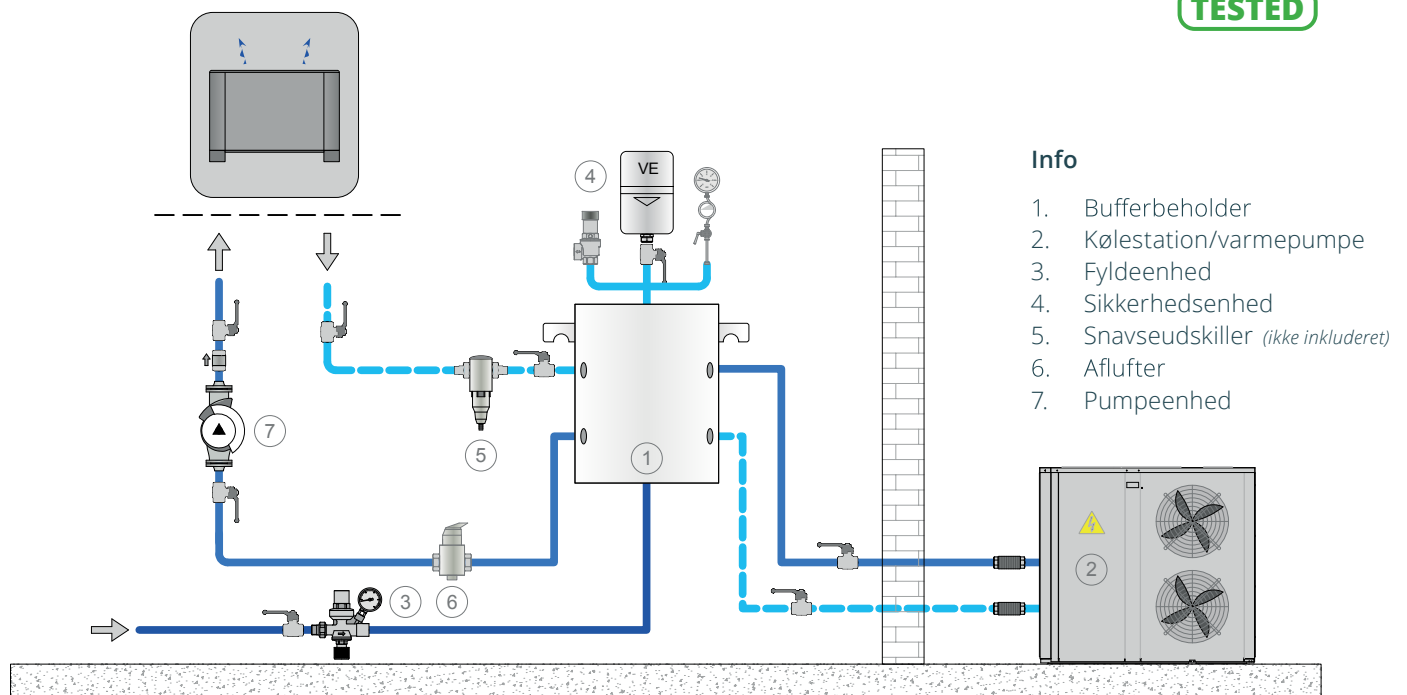 TESTED
VE
4
7
5
1
3
6
2
Info
1. Bufferbeholder
2. Kølestation/varmepumpe
3. Fyldeenhed
4. Sikkerhedsenhed
5. Snavseudskiller (ikke inkluderet)
6. Aflufter
7. Pumpeenhed